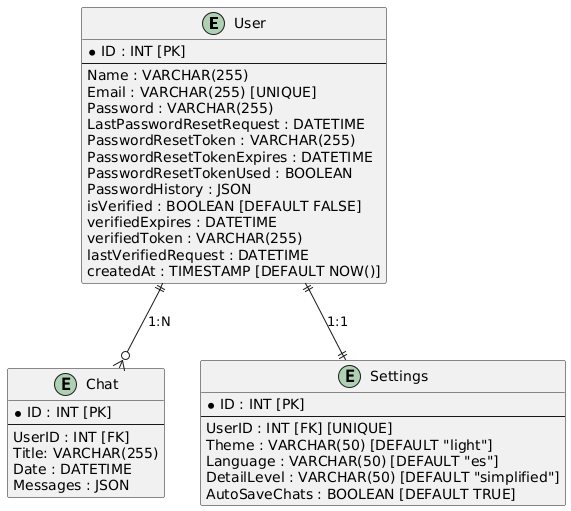 E User
* ID : INT [PK]
Name : VARCHAR(255)
Email : VARCHAR(255) [UNIQUE]
Password : VARCHAR(255)
LastPasswordResetRequest : DATETIME
PasswordResetToken : VARCHAR(255)
PasswordResetTokenExpires : DATETIME
PasswordResetTokenUsed : BOOLEAN
PasswordHistory : JSON
isVerified : BOOLEAN [DEFAULT FALSE]
verifiedExpires : DATETIME
verifiedToken : VARCHAR(255)
lastVerifiedRequest : DATETIME
createdAt : TIMESTAMP [DEFAULT NOW()]
1:N
1:1
E Chat
* ID : INT [PK]
UserID : INT [FK]
Title: VARCHAR(255)
Date : DATETIME
Messages : JSON
E Settings
* ID : INT [PK]
UserID : INT [FK] [UNIQUE]
Theme : VARCHAR(50) [DEFAULT "light"]
Language : VARCHAR(50) [DEFAULT "es"]
DetailLevel : VARCHAR(50) [DEFAULT "simplified"]
AutoSaveChats : BOOLEAN [DEFAULT TRUE]